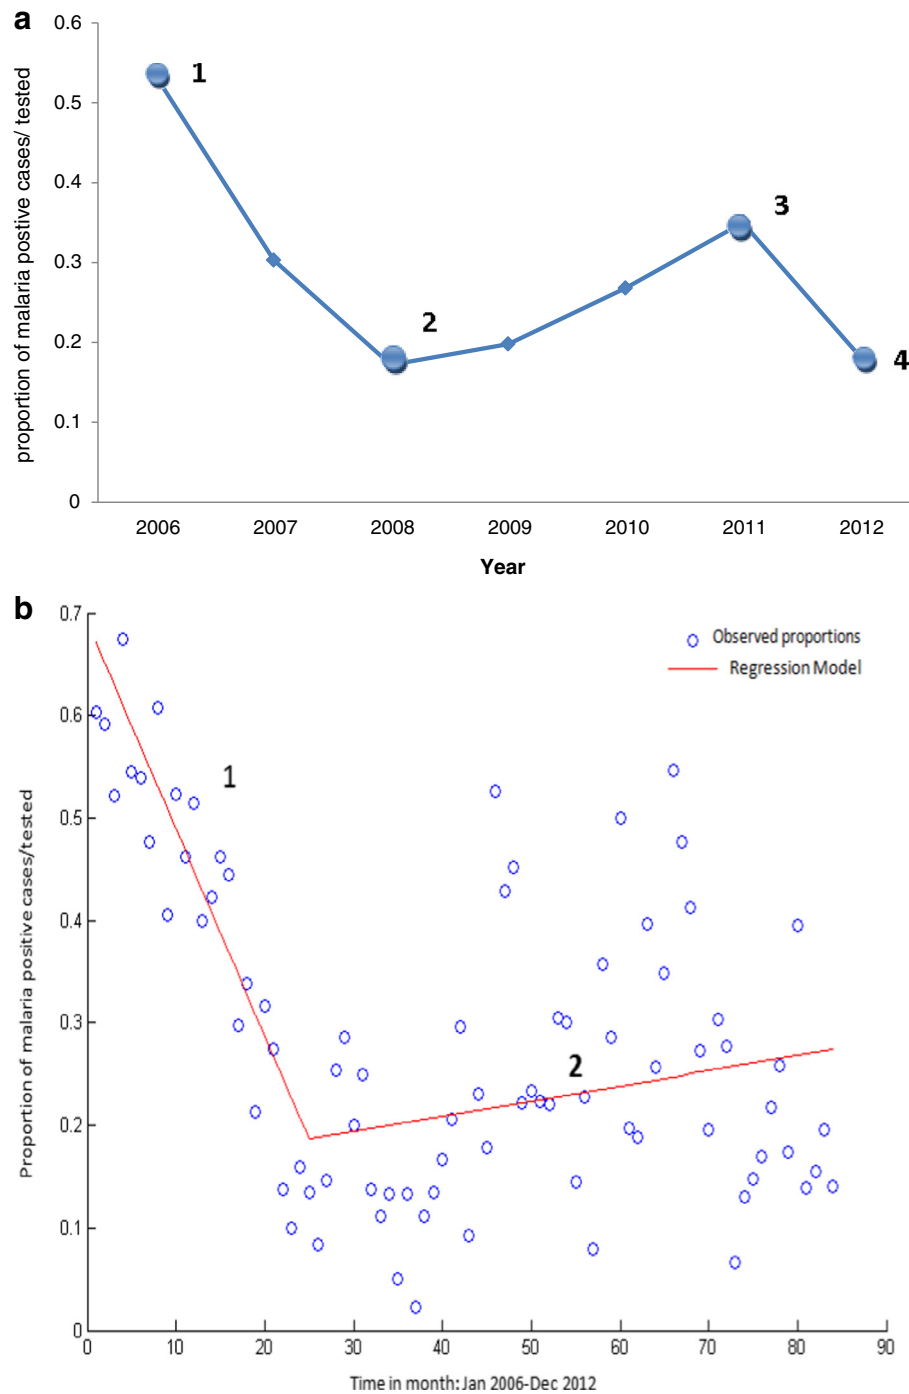 a
0.6
0.5
0.4
0.3
0.2
0.1
0
proportion of malaria postive cases/ tested
1
2
3
4
2006 2007 2008 2009 2010 2011 2012
Year
b
0.7
0.6
0.5
0.4
0.3
0.2
0.1
0
Proportion of malaria positive cases/tested
Observed proportions
Regression Model
1
2
0 10 20 30 40 50 60 70 80 90
Time in month: Jan 2006-Dec 2012